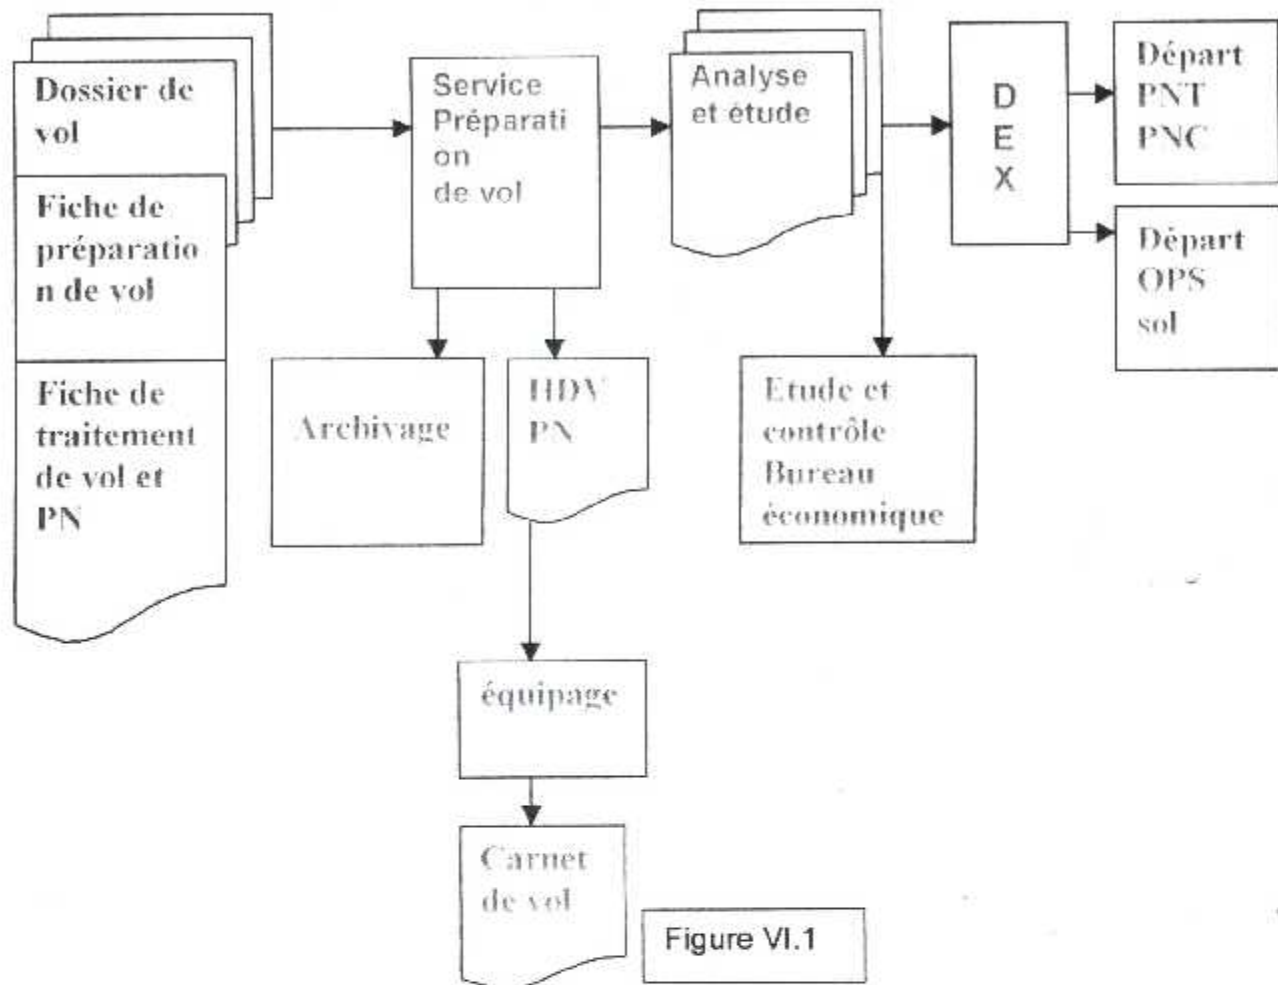 Dossier de
vol
Fiche de
préparatio
n de vol
Fiche de
traitement
de vol et
PN
Service
Préparati
on
de vol
Analyse
et étude
D
E
X
Départ
PNT
PNC
Départ
OPS
sol
Archivage
HDV
PN
Etude et
contrôle
Bureau
économique
équipage
Carnet
de vol
Figure VI.1